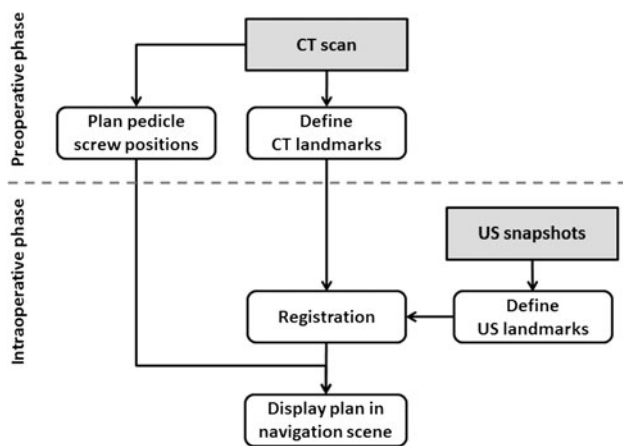 Preoperative phase
CT scan
Plan pedicle
screw positions
Define
CT landmarks
Intraoperative phase
US snapshots
Registration
Define
US landmarks
Display plan in
navigation scene